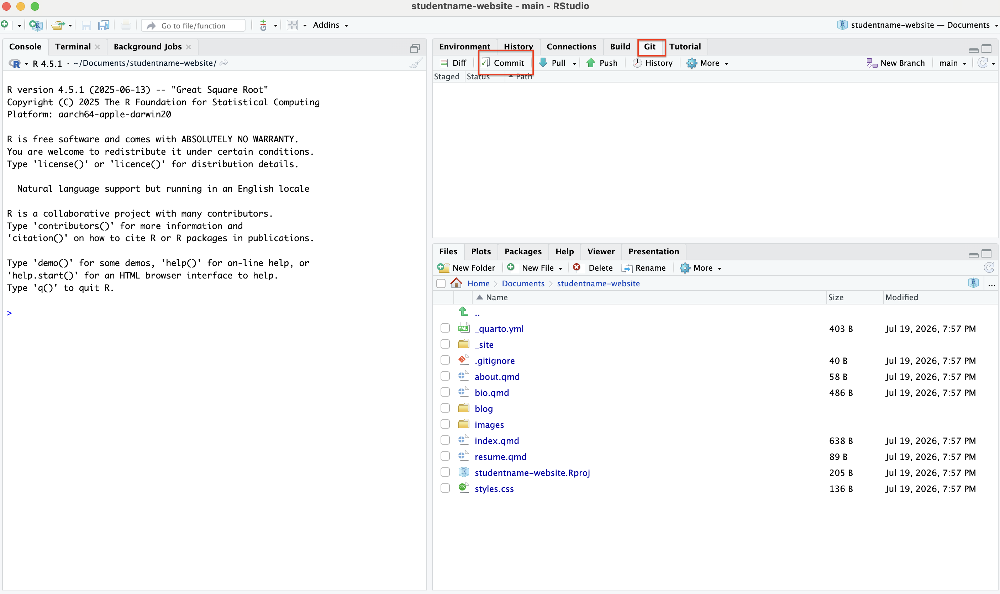 studentname-website - main - RStudio
Go to file/function
Addins
studentname-website — Documents
Console Terminal Background Jobs
R 4.5.1 · ~/Documents/studentname-website/
R version 4.5.1 (2025-06-13) -- "Great Square Root"
Copyright (C) 2025 The R Foundation for Statistical Computing
Platform: aarch64-apple-darwin20
R is free software and comes with ABSOLUTELY NO WARRANTY.
You are welcome to redistribute it under certain conditions.
Type 'license()' or 'licence()' for distribution details.
Natural language support but running in an English locale
R is a collaborative project with many contributors.
Type 'contributors()' for more information and
'citation()' on how to cite R or R packages in publications.
Type 'demo()' for some demos, 'help()' for on-line help, or
'help.start()' for an HTML browser interface to help.
Type 'q()' to quit R.
>
Environment History Connections Build Git Tutorial
Diff Commit Pull Push History More New Branch main
Staged Status Path
Files Plots Packages Help Viewer Presentation
New Folder New File Delete Rename More
Home Documents studentname-website ...
Name Size Modified
..
_quarto.yml 403 B Jul 19, 2026, 7:57 PM
_site
.gitignore 40 B Jul 19, 2026, 7:57 PM
about.qmd 58 B Jul 19, 2026, 7:57 PM
bio.qmd 486 B Jul 19, 2026, 7:57 PM
blog
images
index.qmd 638 B Jul 19, 2026, 7:57 PM
resume.qmd 89 B Jul 19, 2026, 7:57 PM
studentname-website.Rproj 205 B Jul 19, 2026, 7:57 PM
styles.css 136 B Jul 19, 2026, 7:57 PM